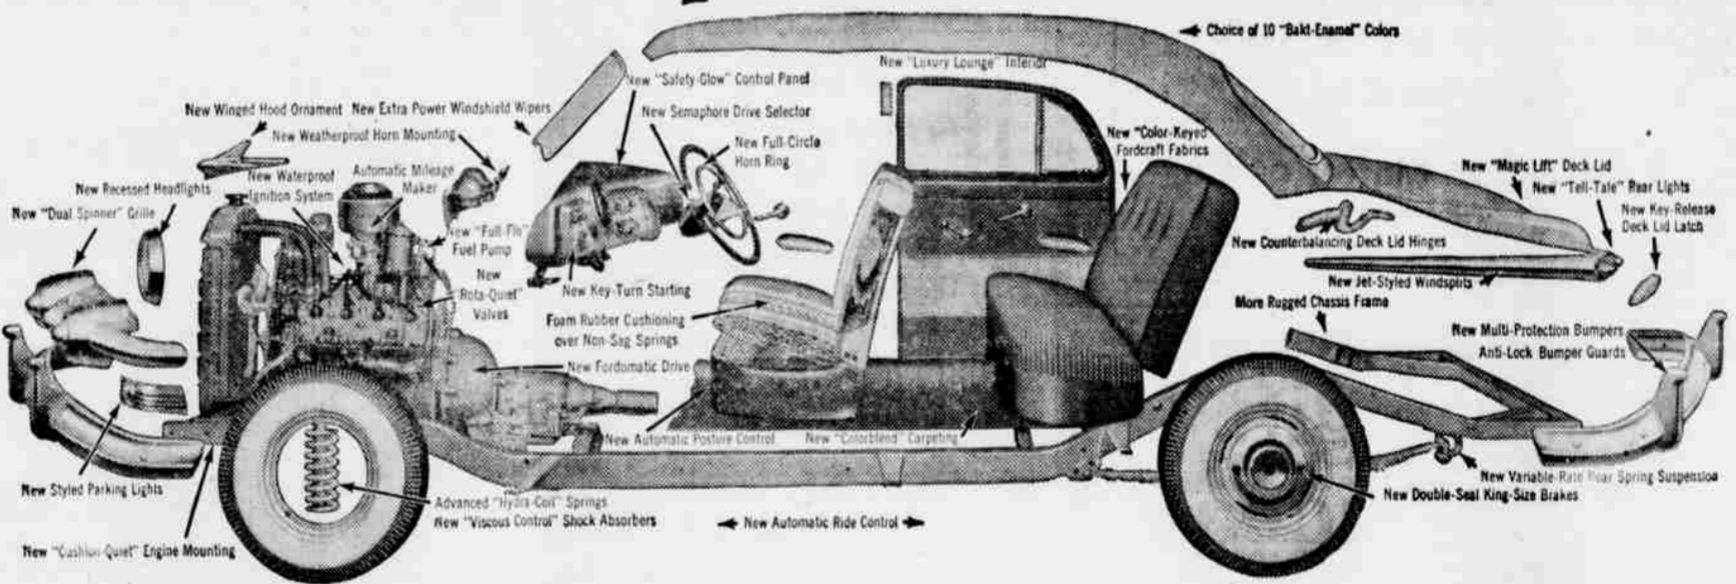 Choice of 10 "Bakt-Enamel" Colors
New "Luxury Lounge" Interior
New "Safety-Glow" Control Panel
New Winged Hood Ornament
New Extra Power Windshield Wipers
New Semaphore Drive Selector
New Weatherproof Horn Mounting
New Full-Circle
Horn Ring
New "Color-Keyed
Fordcraft Fabrics
New "Magic Lift" Deck Lid
New "Tell-Tale" Rear Lights
New Key-Release
Deck Lid Latch
Automatic Mileage
Maker
New Waterproof
Ignition System
New Recessed Headlights
New "Dual Spinner" Grille
New "Full-Flo"
Fuel Pump
New Counterbalancing Deck Lid Hinges
New
"Rota-Quiet"
Valves
New Key-Turn Starting
New Jet-Styled Windsplits
More Rugged Chassis Frame
Foam Rubber Cushioning
over Non-Sag Springs
New Multi-Protection Bumpers
Anti-Lock Bumper Guards
New Fordomatic Drive
New Automatic Posture Control
New "Colorblend" Carpeting
New Styled Parking Lights
New Variable-Rate Rear Spring Suspension
New Double-Seal King-Size Brakes
Advanced "Hydra-Coil" Springs
New "Viscous Control" Shock Absorbers
New Automatic Ride Control
New "Cushion-Quiet" Engine Mounting